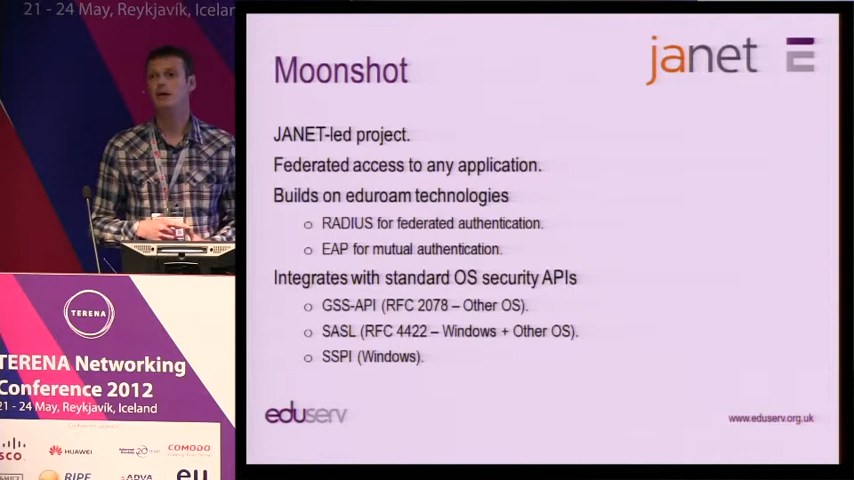 21 - 24 May, Reykjavík, Icelan
TERENA
TERENA Networking
Conference 2012
21 - 24 May, Reykjavík, Iceland
HUAWEI
COMODO
RIPE
ADVA
eu
Moonshot
janet
JANET-led project.
Federated access to any application.
Builds on eduroam technologies
RADIUS for federated authentication.
EAP for mutual authentication.
Integrates with standard OS security APIs
GSS-API (RFC 2078 – Other OS).
SASL (RFC 4422 – Windows + Other OS).
SSPI (Windows).
eduserv
www.eduserv.org.uk